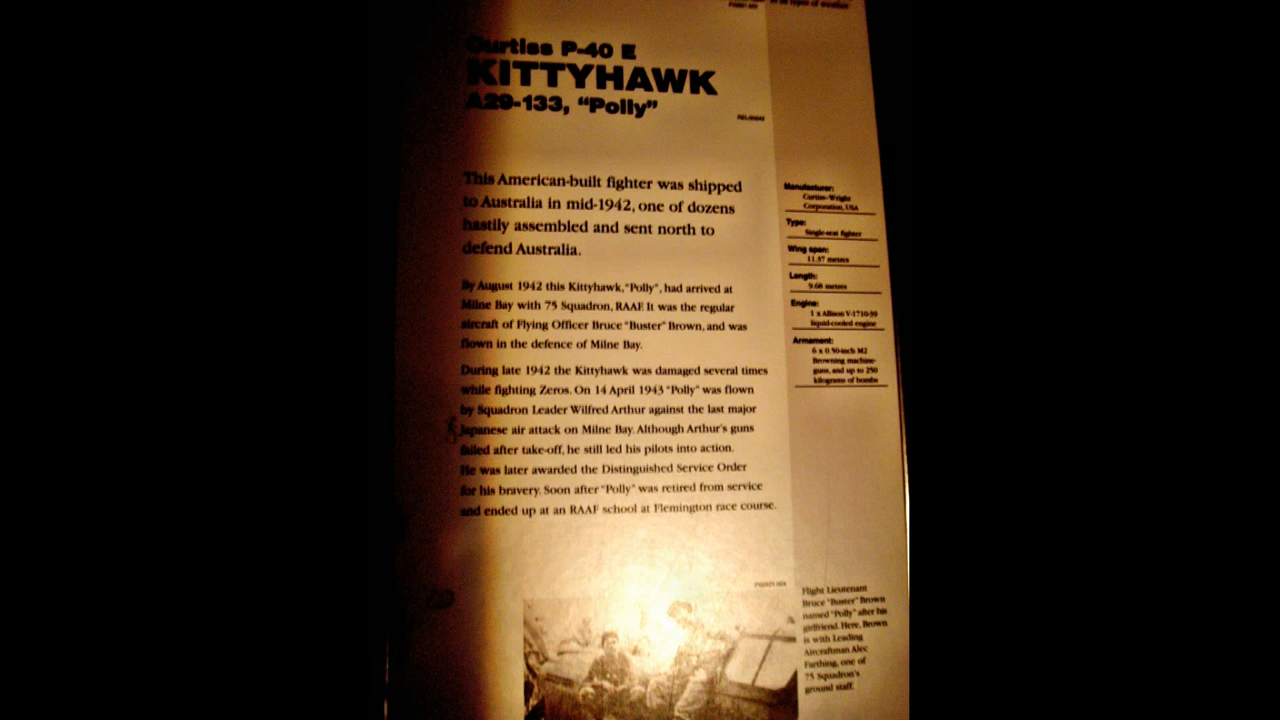 in all types of weather
Curtiss P-40 E
KITTYHAWK
A29-133, “Polly”
This American-built fighter was shipped
to Australia in mid-1942, one of dozens
hastily assembled and sent north to
defend Australia.
By August 1942 this Kittyhawk, “Polly”, had arrived at
Milne Bay with 75 Squadron, RAAF. It was the regular
aircraft of Flying Officer Bruce “Buster” Brown, and was
flown in the defence of Milne Bay.
During late 1942 the Kittyhawk was damaged several times
while fighting Zeros. On 14 April 1943 “Polly” was flown
by Squadron Leader Wilfred Arthur against the last major
Japanese air attack on Milne Bay. Although Arthur's guns
failed after take-off, he still led his pilots into action.
He was later awarded the Distinguished Service Order
for his bravery. Soon after “Polly” was retired from service
and ended up at an RAAF school at Flemington race course.
Manufacturer:
Curtiss-Wright
Corporation, USA
Type:
Single-seat fighter
Wing span:
11.37 metres
Length:
9.68 metres
Engine:
1 x Allison V-1710-39
liquid-cooled engine
Armament:
6 x 0.50-inch M2
Browning machine-
guns, and up to 250
kilograms of bombs
Flight Lieutenant
Bruce “Buster” Brown
named “Polly” after his
girlfriend. Here, Brown
is with Leading
Aircraftman Alec
Farthing, one of
75 Squadron's
ground staff.